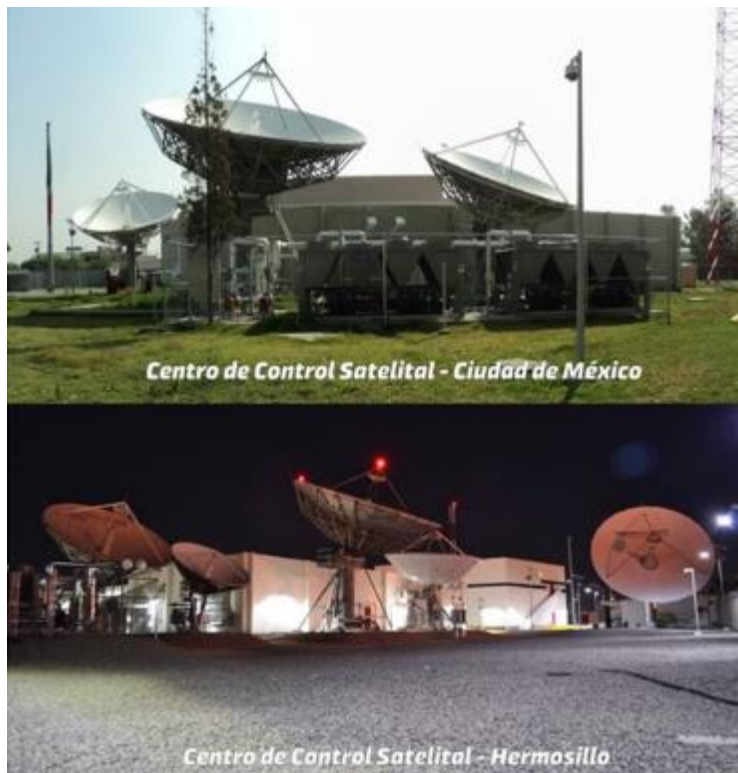 Centro de Control Satelital - Ciudad de México
Centro de Control Satelital - Hermosillo